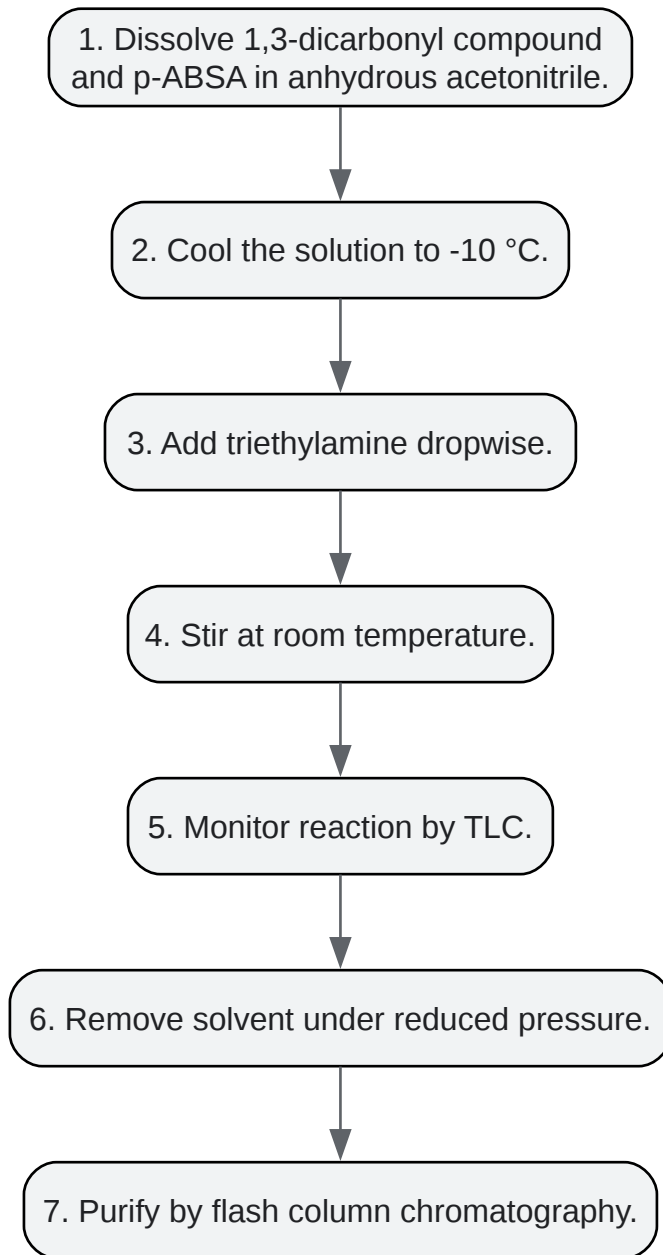 1. Dissolve 1,3-dicarbonyl compound
and p-ABSA in anhydrous acetonitrile.
2. Cool the solution to -10 °C.
3. Add triethylamine dropwise.
4. Stir at room temperature.
5. Monitor reaction by TLC.
6. Remove solvent under reduced pressure.
7. Purify by flash column chromatography.